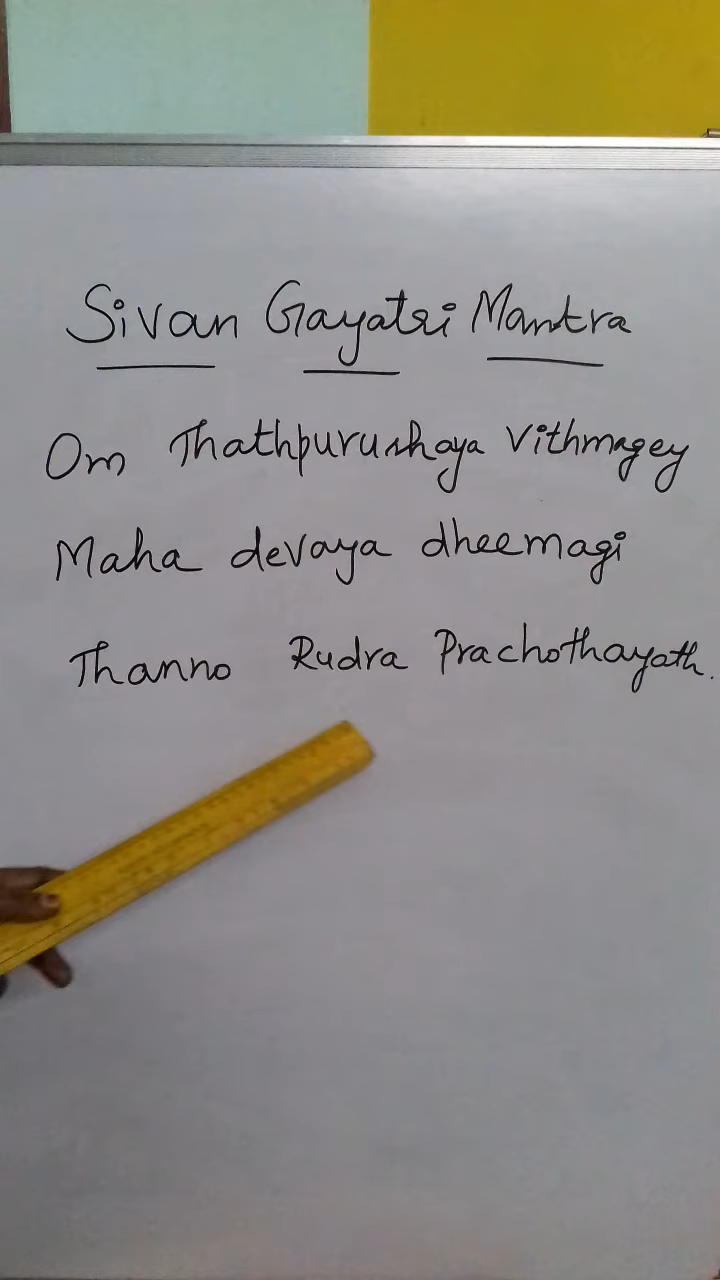 Sivan Gayatri Mantra
Om Thathpurushaya Vithmagey
Maha devaya dheemagi
Thanno Rudra Prachothayath.